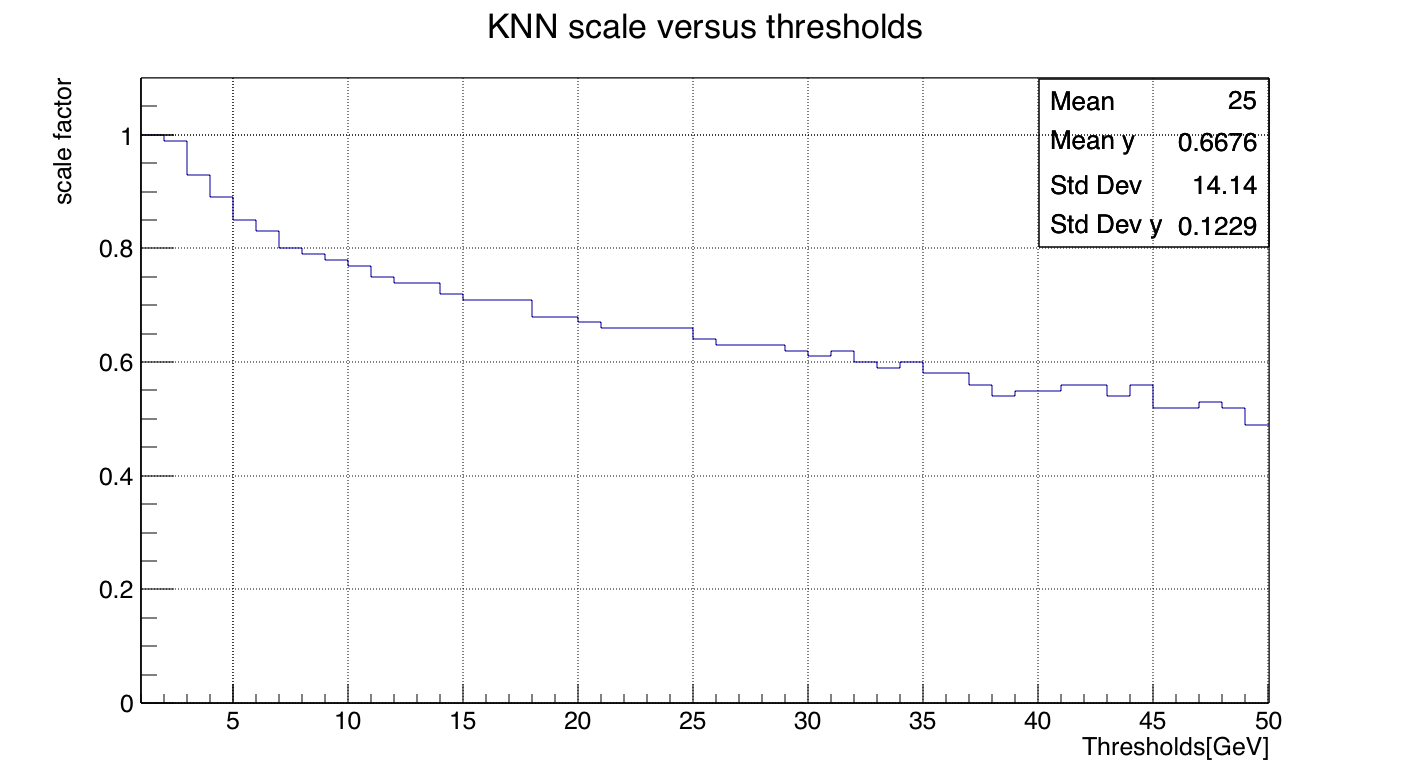 KNN scale versus thresholds
scale factor
Mean 25
Mean y 0.6676
Std Dev 14.14
Std Dev y 0.1229
1
0.8
0.6
0.4
0.2
0
5 10 15 20 25 30 35 40 45 50
Thresholds[GeV]